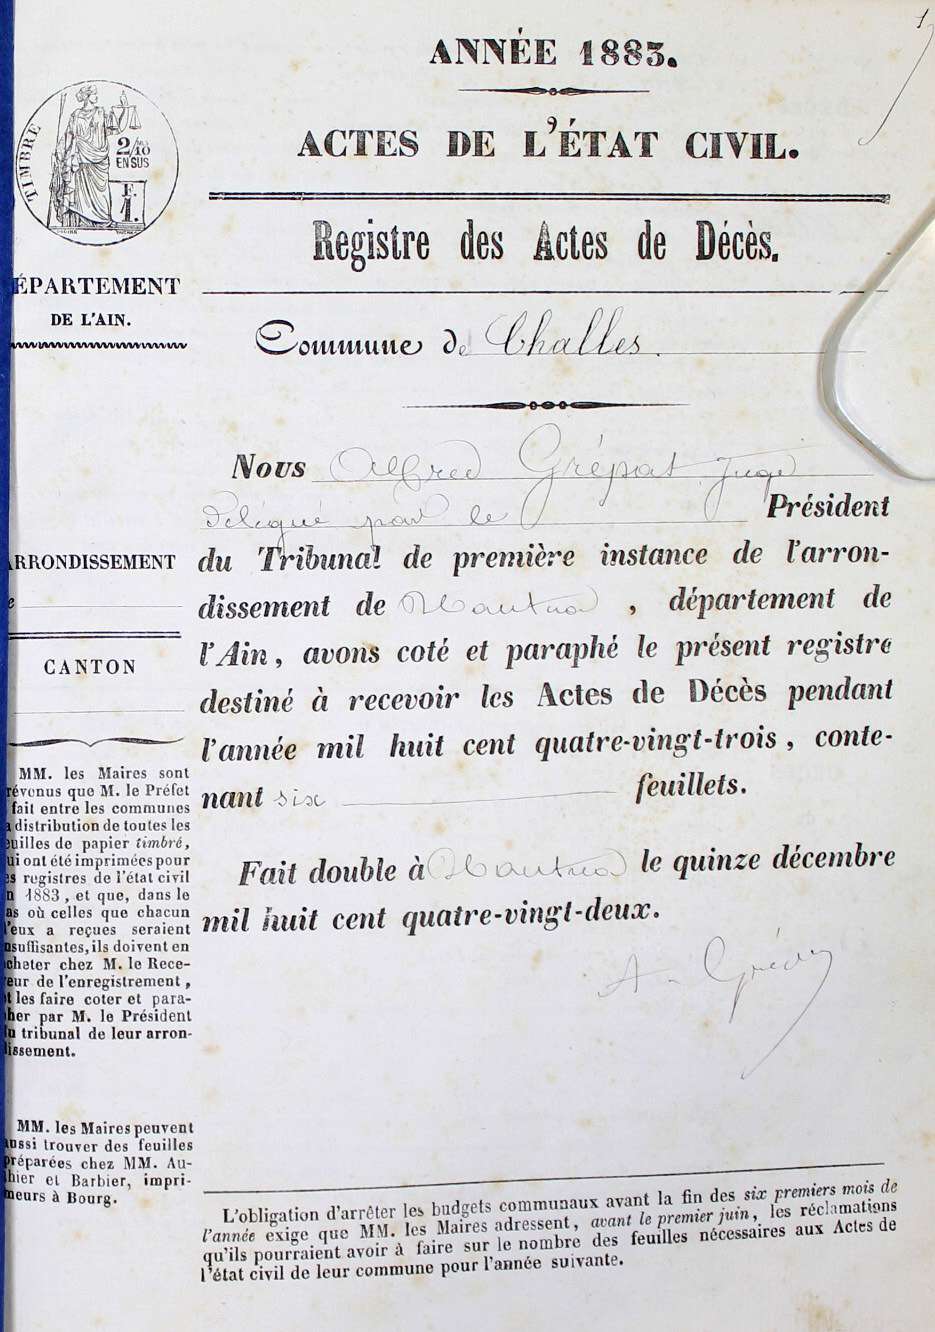 1
ANNÉE 1883.
ACTES DE L'ÉTAT CIVIL.
Registre des Actes de Décès.
TIMBRE
2/10
EN SUS
F.
1.
ÉPARTEMENT
DE L'AIN.
Commune de Challes.
Nous Alfred Grépat Juge
délégué par le Président
du Tribunal de première instance de l'arron-
dissement de Nantua, département de
l'Ain, avons coté et paraphé le présent registre
destiné à recevoir les Actes de Décès pendant
l'année mil huit cent quatre-vingt-trois, conte-
nant six feuillets.
Fait double à Nantua le quinze décembre
mil huit cent quatre-vingt-deux.
ARRONDISSEMENT
e
CANTON
MM. les Maires sont
révenus que M. le Préfet
fait entre les communes
a distribution de toutes les
euilles de papier timbré,
ui ont été imprimées pour
es registres de l'état civil
n 1883, et que, dans le
as où celles que chacun
l'eux a reçues seraient
nsuffisantes, ils doivent en
cheter chez M. le Rece-
eur de l'enregistrement,
t les faire coter et para-
her par M. le Président
u tribunal de leur arron-
issement.
MM. les Maires peuvent
ussi trouver des feuilles
réparées chez MM. Au-
hier et Barbier, impri-
meurs à Bourg.
L'obligation d'arrêter les budgets communaux avant la fin des six premiers mois de
l'année exige que MM. les Maires adressent, avant le premier juin, les réclamations
qu'ils pourraient avoir à faire sur le nombre des feuilles nécessaires aux Actes de
l'état civil de leur commune pour l'année suivante.